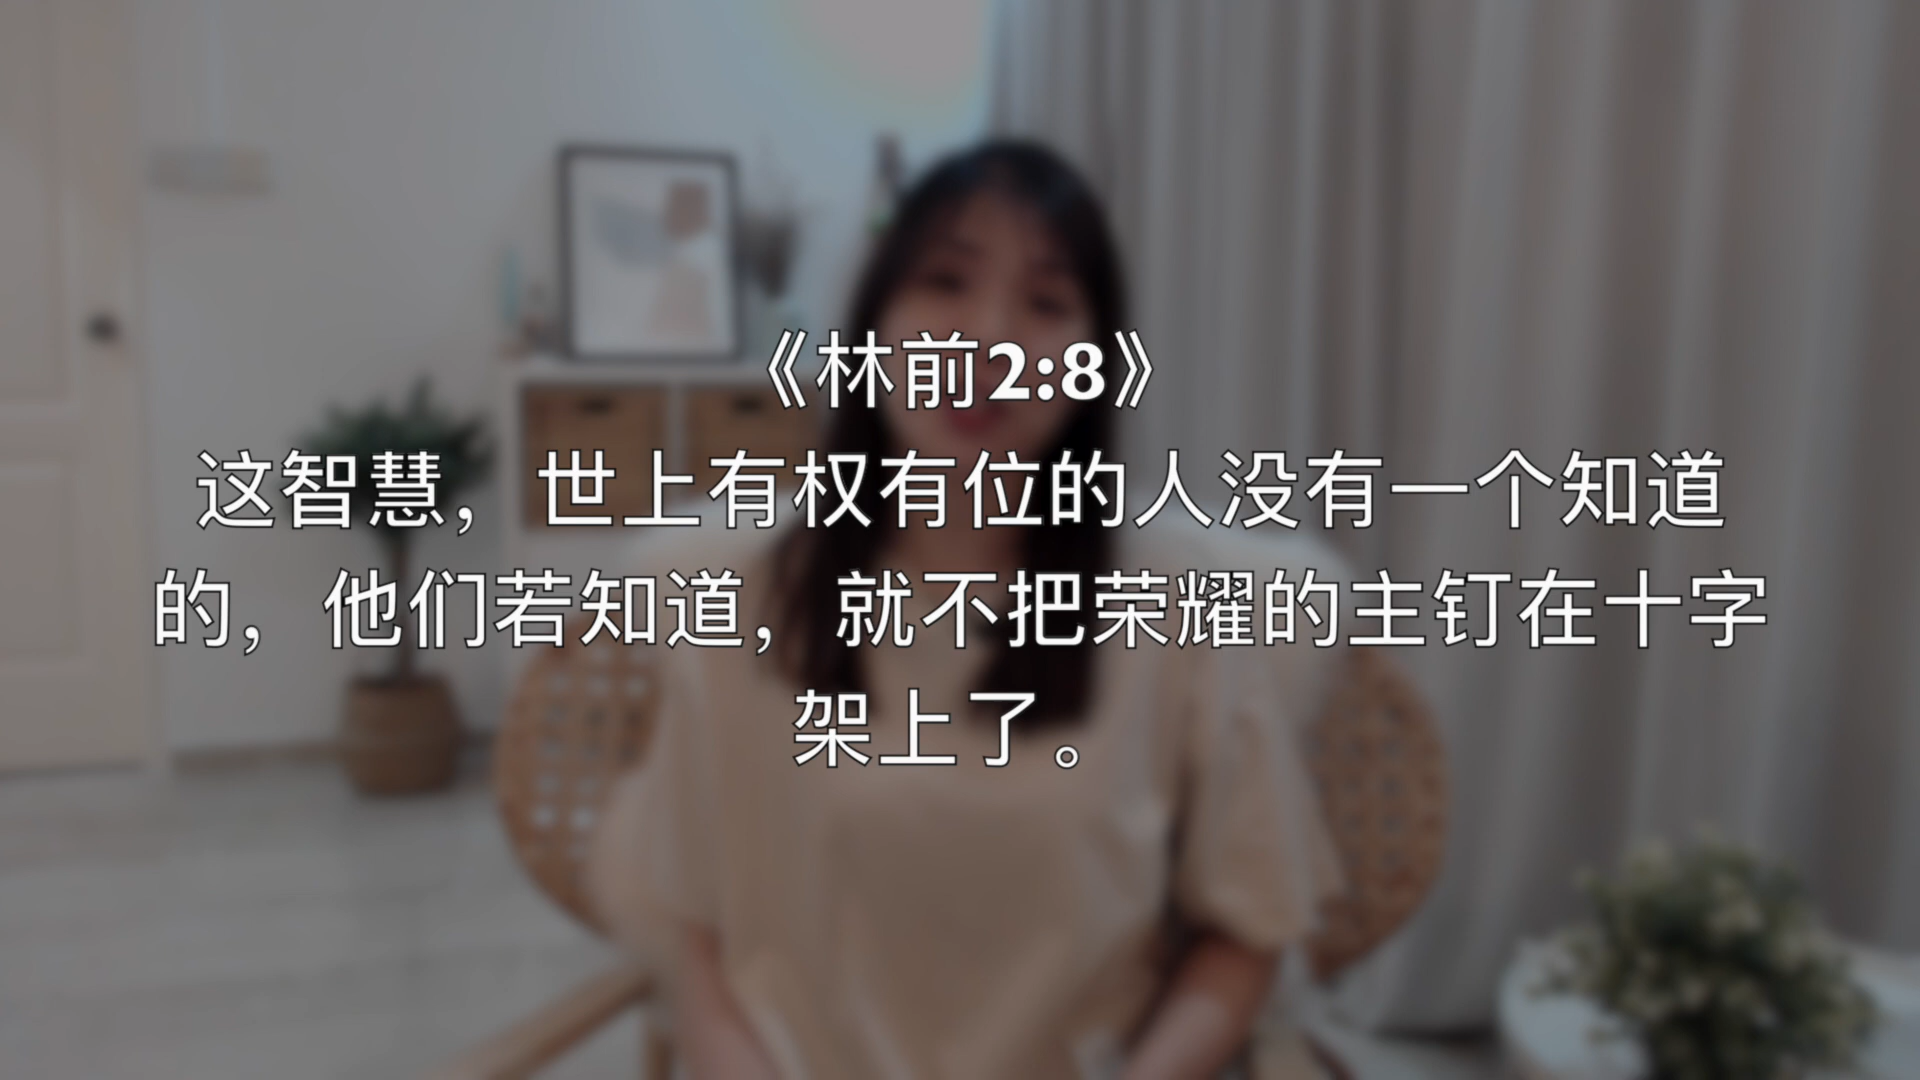 《林前2:8》
这智慧，世上有权有位的人没有一个知道
的，他们若知道，就不把荣耀的主钉在十字
架上了。